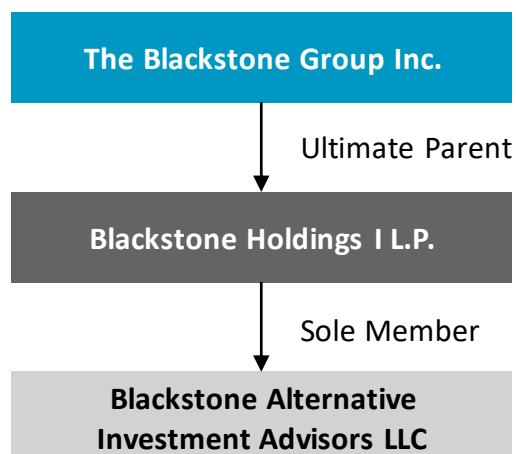 The Blackstone Group Inc.
Ultimate Parent
Blackstone Holdings I L.P.
Sole Member
Blackstone Alternative
Investment Advisors LLC